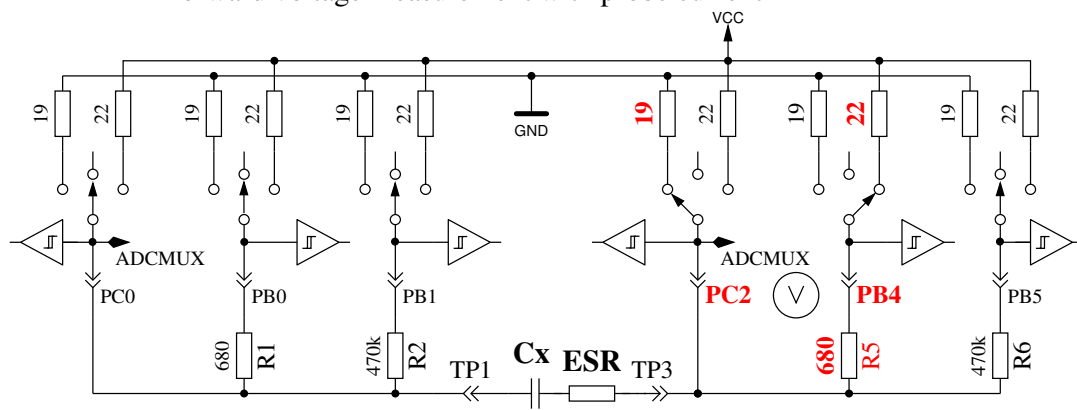 VCC
19
22
19
22
19
22
GND
19
22
19
22
19
22
ADCMUX
ADCMUX
PC0
PB0
PB1
PC2
V
PB4
PB5
680
R1
470k
R2
TP1
Cx
ESR
TP3
680
R5
470k
R6